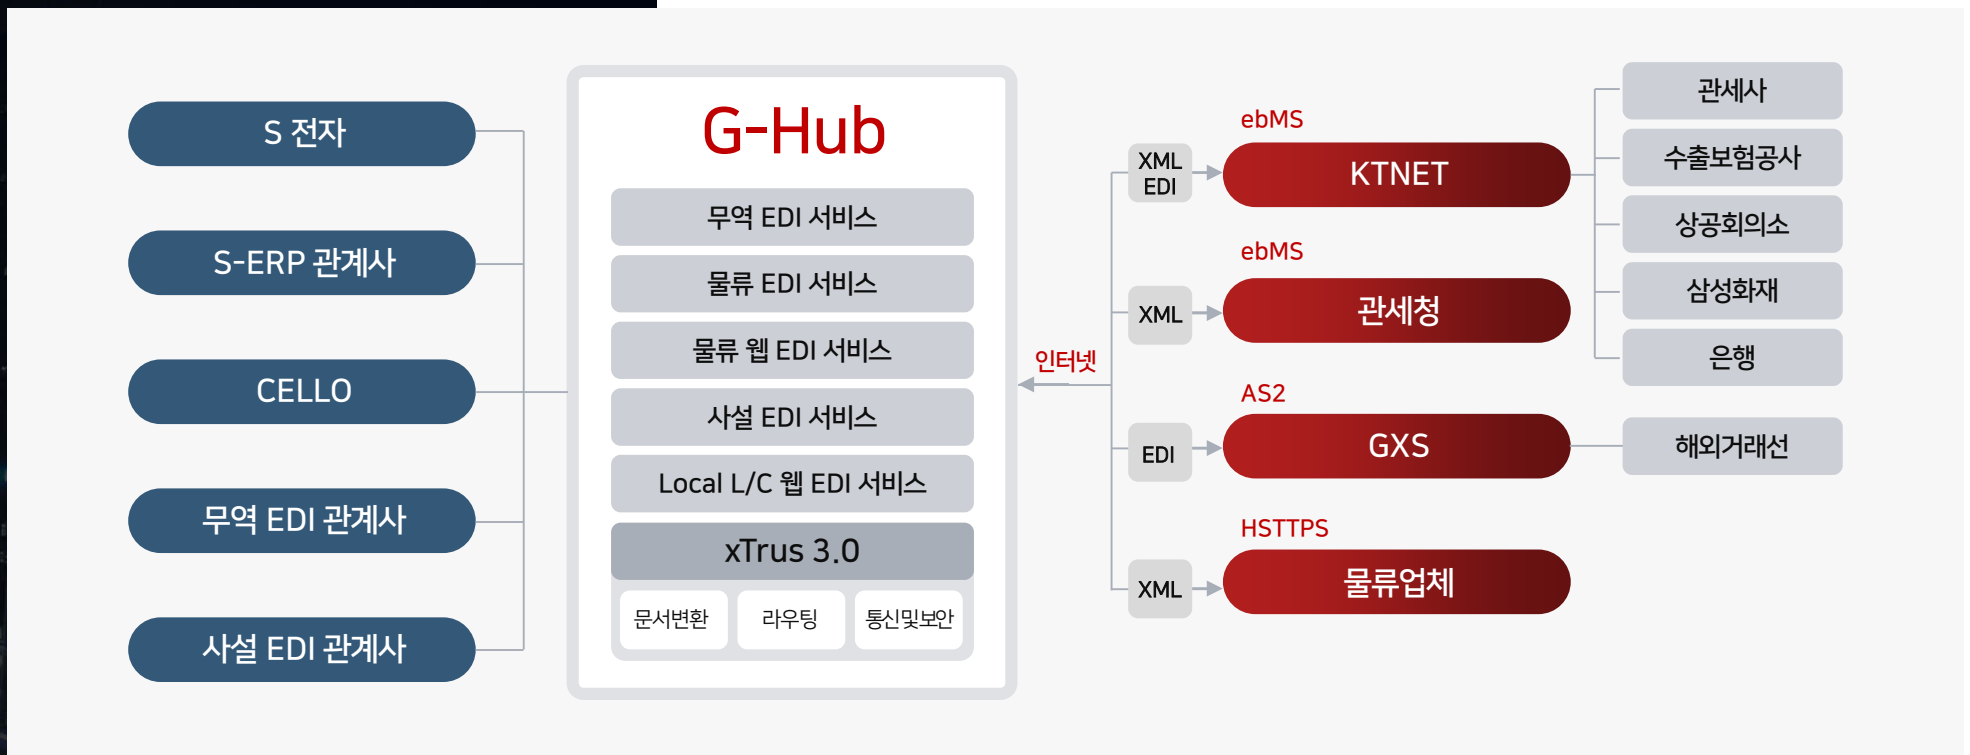 S 전자
S-ERP 관계사
CELLO
무역 EDI 관계사
사설 EDI 관계사
G-Hub
무역 EDI 서비스
물류 EDI 서비스
물류 웹 EDI 서비스
사설 EDI 서비스
Local L/C 웹 EDI 서비스
xTrus 3.0
문서변환
라우팅
통신및보안
인터넷
XML
EDI
ebMS
KTNET
XML
ebMS
관세청
EDI
AS2
GXS
XML
HSTTPS
물류업체
관세사
수출보험공사
상공회의소
삼성화재
은행
해외거래선